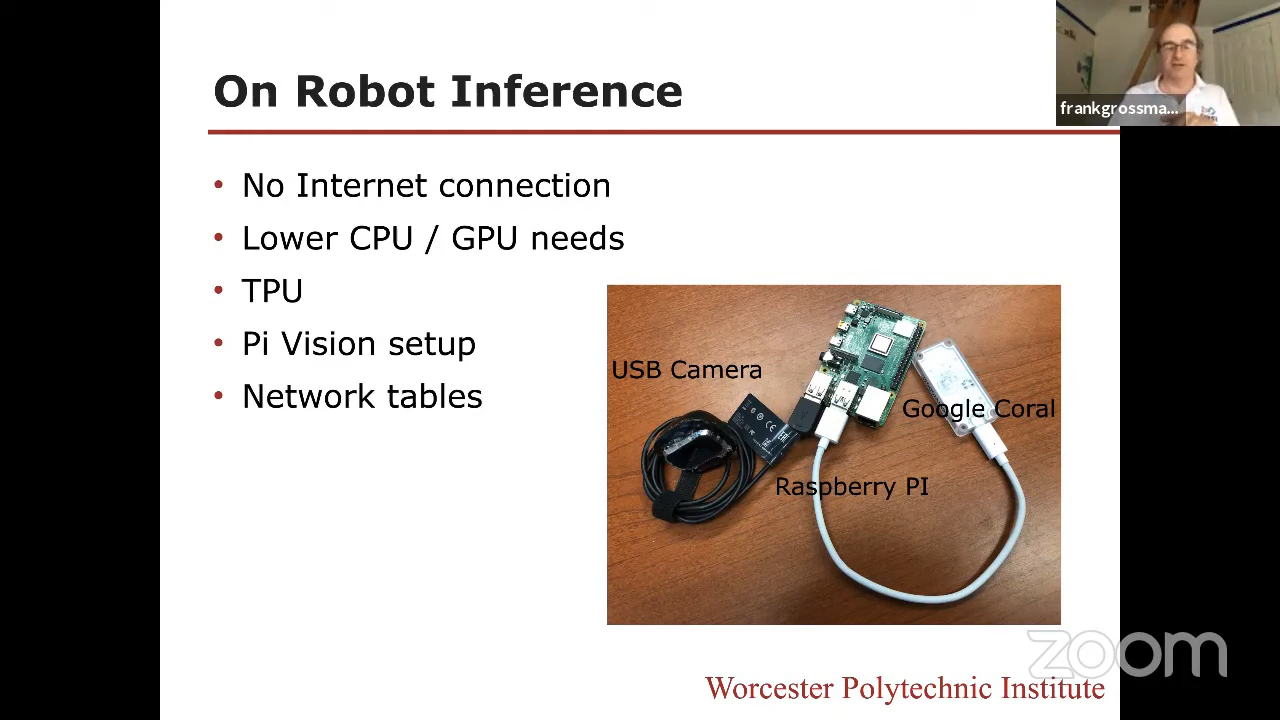 On Robot Inference
frankgrossma...
• No Internet connection
• Lower CPU / GPU needs
• TPU
• Pi Vision setup
• Network tables
USB Camera
Google Coral
Raspberry PI
zoom
Worcester Polytechnic Institute